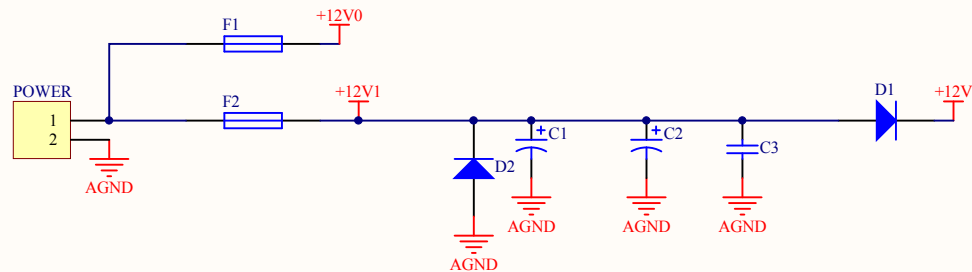 +12V0
F1
POWER
F2
+12V1
D1
+12V
1
2
+
C1
+
C2
C3
D2
AGND
AGND
AGND
AGND
AGND